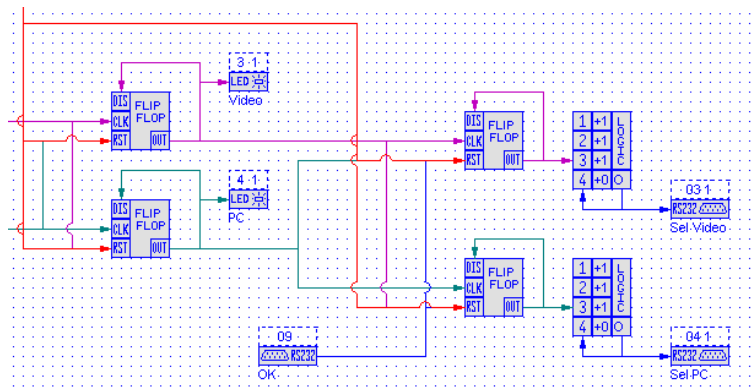 3 1
LED
Video
DIS
FLIP
FLOP
CLK
RST
OUT
4 1
LED
PC
DIS
FLIP
FLOP
CLK
RST
OUT
DIS
FLIP
FLOP
CLK
RST
OUT
1 +1 LOGIC
2 +1
3 +1
4 +0 O
03 1
RS232
Sel Video
DIS
FLIP
FLOP
CLK
RST
OUT
1 +1 LOGIC
2 +1
3 +1
4 +0 O
04 1
RS232
Sel PC
09
RS232
OK